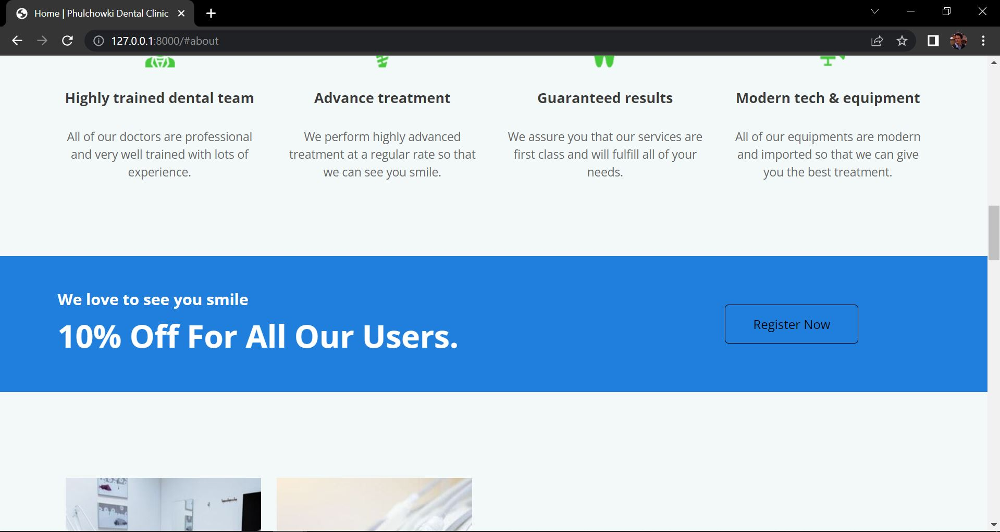 Home | Phulchowki Dental Clinic
127.0.0.1:8000/#about
Highly trained dental team
All of our doctors are professional
and very well trained with lots of
experience.
Advance treatment
We perform highly advanced
treatment at a regular rate so that
we can see you smile.
Guaranteed results
We assure you that our services are
first class and will fulfill all of your
needs.
Modern tech & equipment
All of our equipments are modern
and imported so that we can give
you the best treatment.
We love to see you smile
10% Off For All Our Users.
Register Now